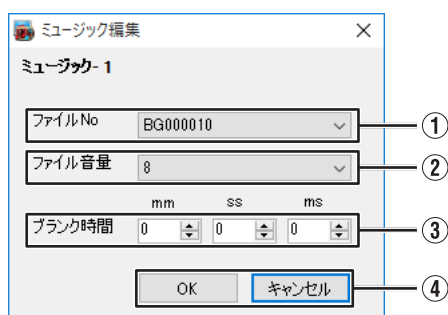 ミュージック編集
ミュージック- 1
ファイルNo BG000010 ①
ファイル音量 8 ②
mm ss ms
ブランク時間 0 0 0 ③
OK キャンセル ④